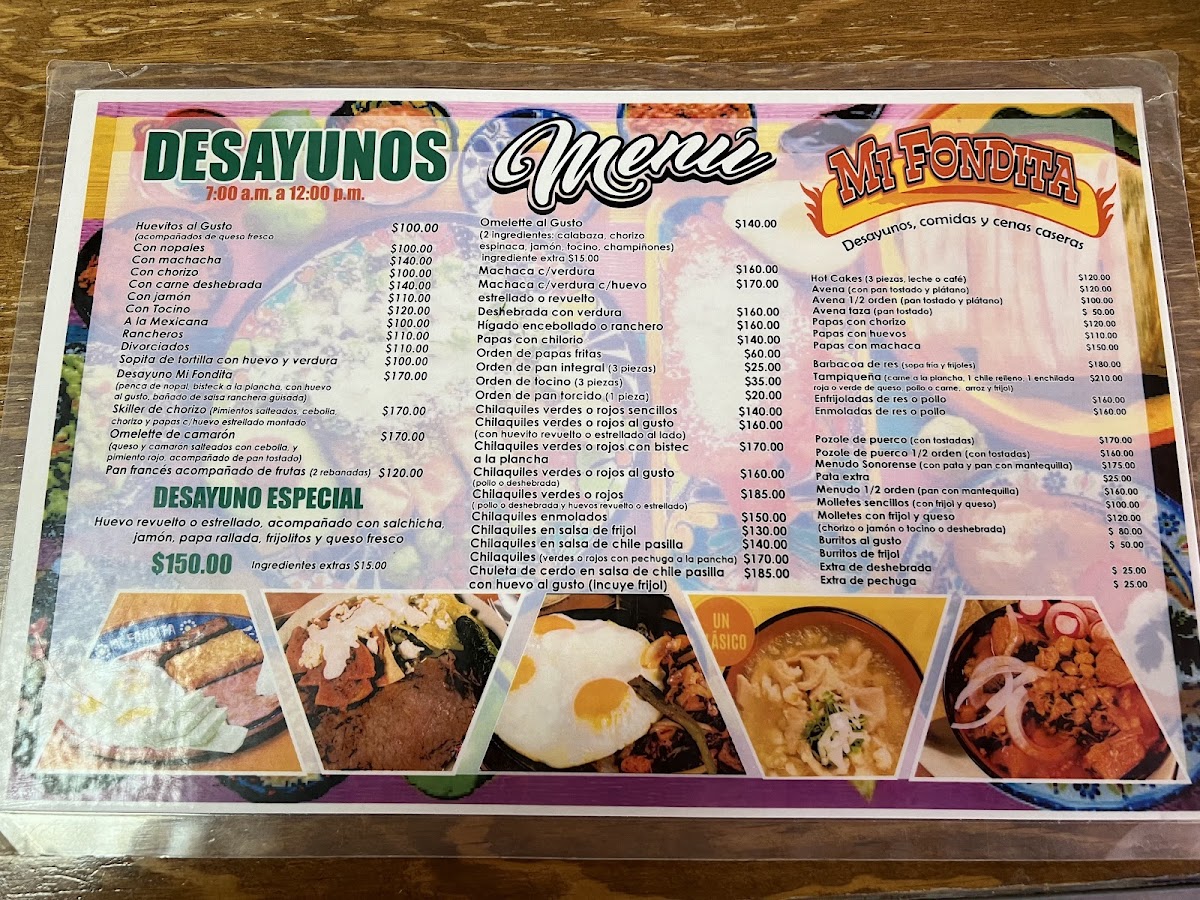 DESAYUNOS
7:00 a.m. a 12:00 p.m.
Huevitos al Gusto $100.00
(acompañados de queso fresco
Con nopales $100.00
Con machacha $140.00
Con chorizo $100.00
Con carne deshebrada $140.00
Con jamón $110.00
Con Tocino $120.00
A la Mexicana $100.00
Rancheros $110.00
Divorciados $110.00
Sopita de tortilla con huevo y verdura $100.00
Desayuno Mi Fondita $170.00
(penca de nopal, bisteck a la plancha, con huevo
al gusto, bañado de salsa ranchera guisada)
Skiller de chorizo (Pimientos salteados, cebolla, $170.00
chorizo y papas c/huevo estrellado montado
Omelette de camarón $170.00
(queso y camaron salteados con cebolla, y
pimiento rojo, acompañado de pan tostado)
Pan francés acompañado de frutas (2 rebanadas) $120.00
DESAYUNO ESPECIAL
Huevo revuelto o estrellado, acompañado con salchicha,
jamón, papa rallada, frijolitos y queso fresco
$150.00 Ingredientes extras $15.00
Menú
Omelette al Gusto $140.00
(2 ingredientes: calabaza, chorizo
espinaca, jamón, tocino, champiñones)
ingrediente extra $15.00
Machaca c/verdura $160.00
Machaca c/verdura c/huevo $170.00
estrellado o revuelto
Deshebrada con verdura $160.00
Hígado encebollado o ranchero $160.00
Papas con chilorio $140.00
Orden de papas fritas $60.00
Orden de pan integral (3 piezas) $25.00
Orden de tocino (3 piezas) $35.00
Orden de pan torcido (1 pieza) $20.00
Chilaquiles verdes o rojos sencillos $140.00
Chilaquiles verdes o rojos al gusto $160.00
(con huevito revuelto o estrellado al lado)
Chilaquiles verdes o rojos con bistec $170.00
a la plancha
Chilaquiles verdes o rojos al gusto $160.00
(pollo o deshebrada)
Chilaquiles verdes o rojos $185.00
( pollo o deshebrada y huevos revuelto o estrellado)
Chilaquiles enmolados $150.00
Chilaquiles en salsa de frijol $130.00
Chilaquiles en salsa de chile pasilla $140.00
Chilaquiles (verdes o rojos con pechuga a la pancha) $170.00
Chuleta de cerdo en salsa de chile pasilla $185.00
con huevo al gusto (incuye frijol)
MI FONDITA
Desayunos, comidas y cenas caseras
Hot Cakes (3 piezas, leche o café) $120.00
Avena (con pan tostado y plátano) $120.00
Avena 1/2 orden (pan tostado y plátano) $100.00
Avena taza (pan tostado) $ 50.00
Papas con chorizo $120.00
Papas con huevos $110.00
Papas con machaca $150.00
Barbacoa de res (sopa fria y frijoles) $180.00
Tampiqueña (carne a la plancha, 1 chile relleno, 1 enchilada $210.00
roja o verde de queso, pollo o carne, arroz y frijol)
Enfrijoladas de res o pollo $160.00
Enmoladas de res o pollo $160.00
Pozole de puerco (con tostadas) $170.00
Pozole de puerco 1/2 orden (con tostadas) $160.00
Menudo Sonorense (con pata y pan con mantequilla) $175.00
Pata extra $25.00
Menudo 1/2 orden (pan con mantequilla) $160.00
Molletes sencillos (con frijol y queso) $100.00
Molletes con frijol y queso $120.00
(chorizo o jamón o tocino o deshebrada) $ 80.00
Burritos al gusto $ 50.00
Burritos de frijol
Extra de deshebrada $ 25.00
Extra de pechuga $ 25.00
FONDITA
UN